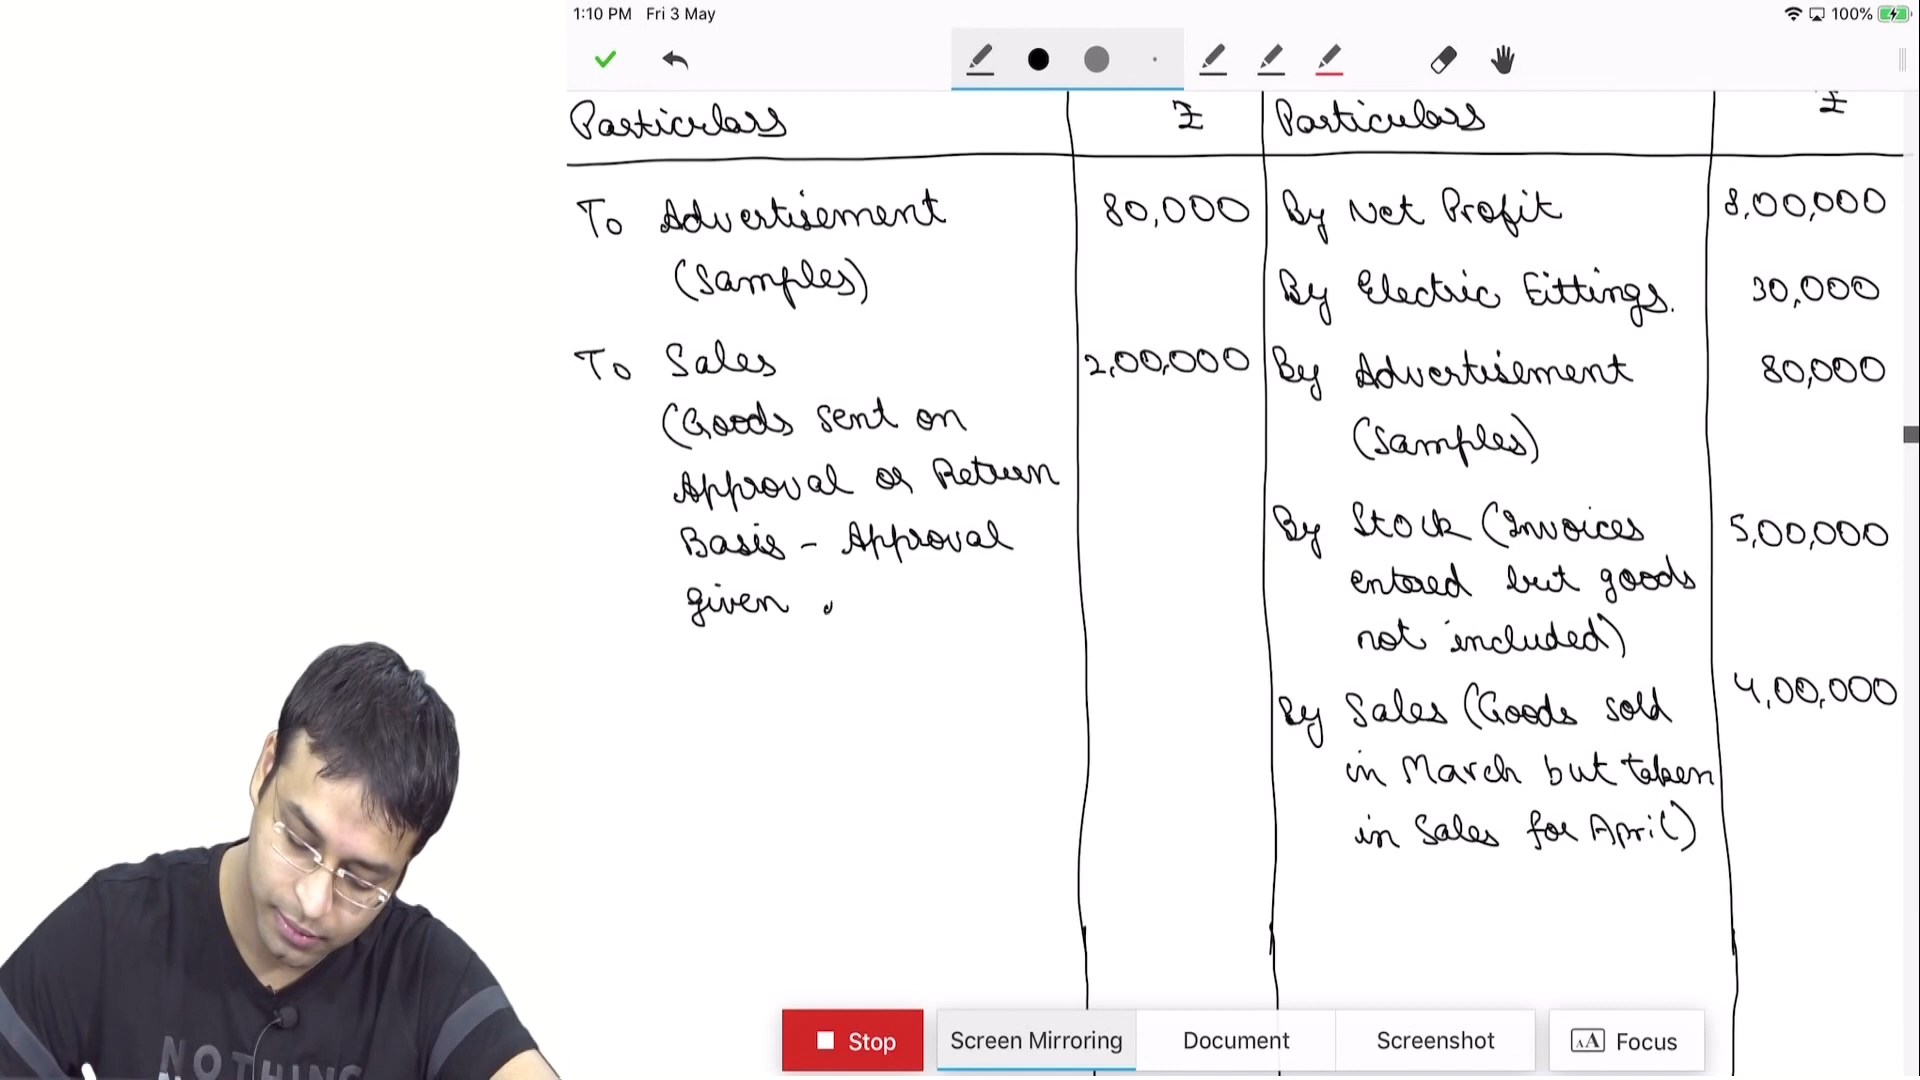 1:10 PM Fri 3 May
100%
Particulars ₹ Particulars ₹
To Advertisement 80,000
(Samples)
To Sales 2,00,000
(Goods sent on
Approval or Return
Basis - Approval
given
By Net Profit 8,00,000
By Electric Fittings. 30,000
By Advertisement 80,000
(Samples)
By Stock (Invoices 5,00,000
entered but goods
not included)
By Sales (Goods sold 4,00,000
in March but taken
in Sales for April)
NOTHING
Stop Screen Mirroring Document Screenshot AA Focus